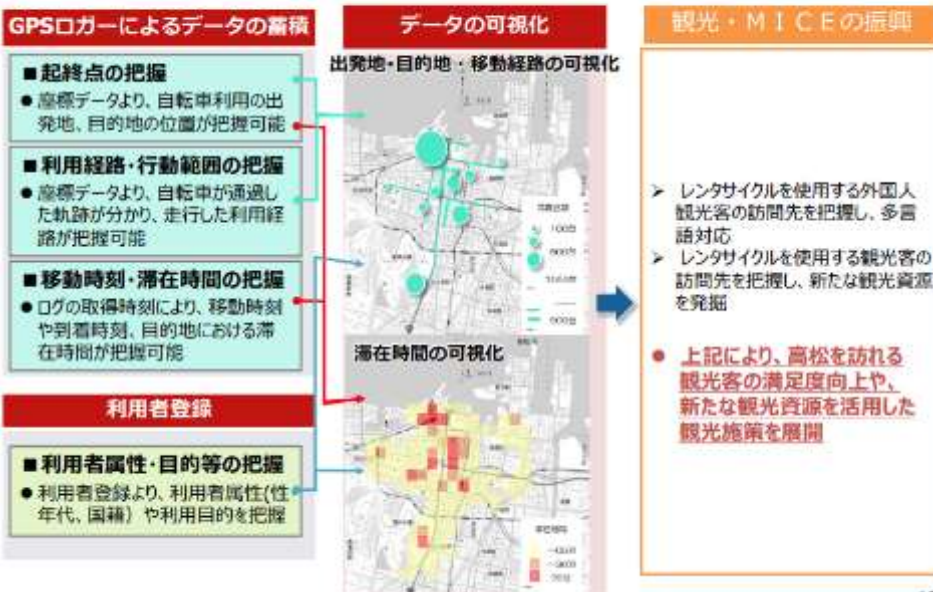 GPSロガーによるデータの蓄積
■起終点の把握
● 座標データより、自転車利用の出
発地、目的地の位置が把握可能
■利用経路・行動範囲の把握
● 座標データより、自転車が通過し
た軌跡が分かり、走行した利用経
路が把握可能
■移動時刻・滞在時間の把握
● ログの取得時刻により、移動時刻
や到着時刻、目的地における滞
在時間が把握可能
利用者登録
■利用者属性・目的等の把握
● 利用者登録より、利用者属性(性
年代、国籍）や利用目的を把握
データの可視化
出発地・目的地・移動経路の可視化
滞在時間の可視化
観光・ＭＩＣＥの振興
➢ レンタサイクルを使用する外国人
観光客の訪問先を把握し、多言
語対応
➢ レンタサイクルを使用する観光客の
訪問先を把握し、新たな観光資源
を発掘
● 上記により、高松を訪れる
観光客の満足度向上や、
新たな観光資源を活用した
観光施策を展開